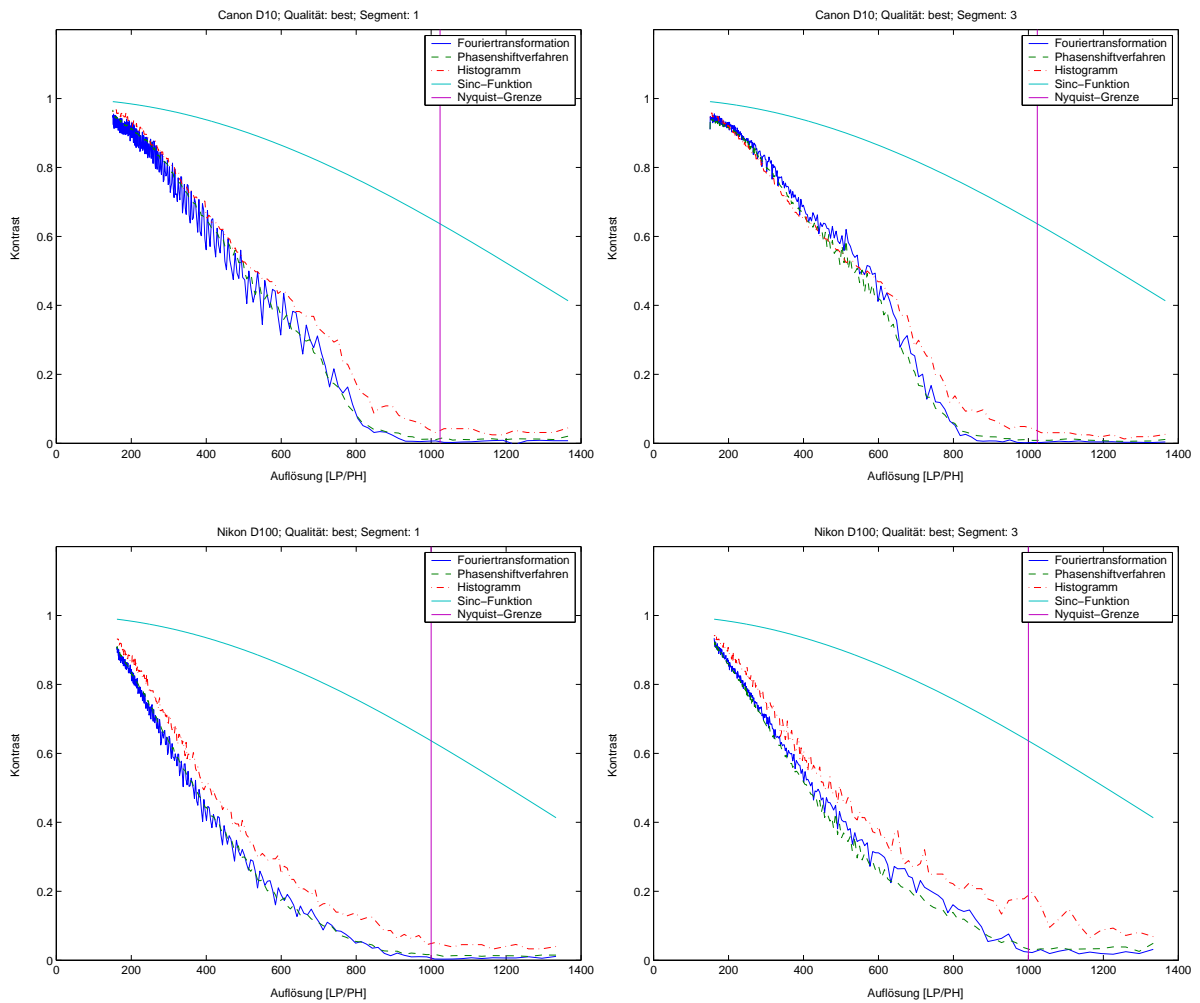 Canon D10; Qualität: best; Segment: 1
Fouriertransformation
Phasenshiftverfahren
Histogramm
Sinc−Funktion
Nyquist−Grenze
1
0.8
0.6
0.4
0.2
0
Kontrast
0 200 400 600 800 1000 1200 1400
Auflösung [LP/PH]
Canon D10; Qualität: best; Segment: 3
Fouriertransformation
Phasenshiftverfahren
Histogramm
Sinc−Funktion
Nyquist−Grenze
1
0.8
0.6
0.4
0.2
0
Kontrast
0 200 400 600 800 1000 1200 1400
Auflösung [LP/PH]
Nikon D100; Qualität: best; Segment: 1
Fouriertransformation
Phasenshiftverfahren
Histogramm
Sinc−Funktion
Nyquist−Grenze
1
0.8
0.6
0.4
0.2
0
Kontrast
0 200 400 600 800 1000 1200 1400
Auflösung [LP/PH]
Nikon D100; Qualität: best; Segment: 3
Fouriertransformation
Phasenshiftverfahren
Histogramm
Sinc−Funktion
Nyquist−Grenze
1
0.8
0.6
0.4
0.2
0
Kontrast
0 200 400 600 800 1000 1200 1400
Auflösung [LP/PH]